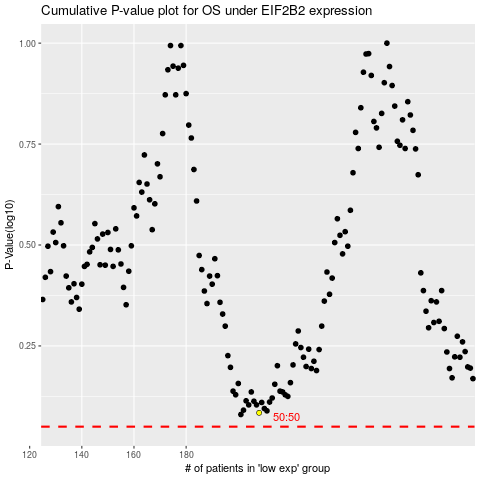 Cumulative P-value plot for OS under EIF2B2 expression
1.00
0.75
0.50
0.25
P-Value(log10)
50:50
120 140 160 180
# of patients in 'low exp' group